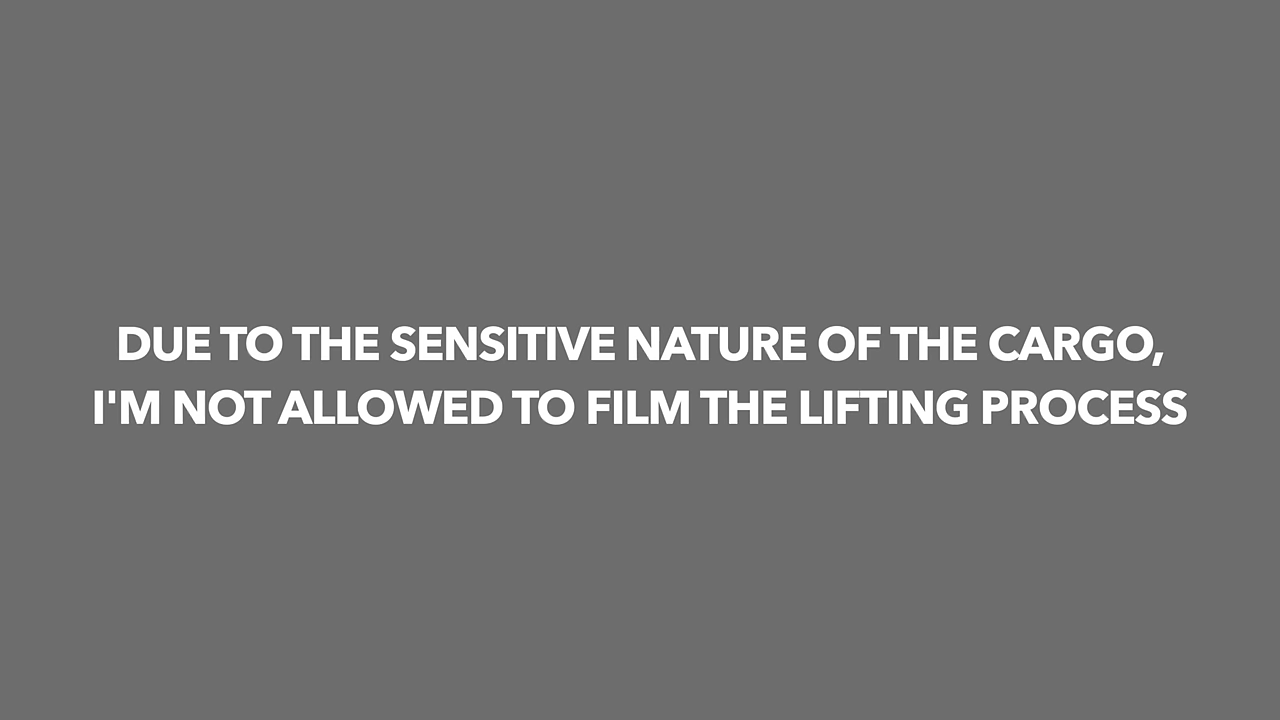 DUE TO THE SENSITIVE NATURE OF THE CARGO,
I'M NOT ALLOWED TO FILM THE LIFTING PROCESS